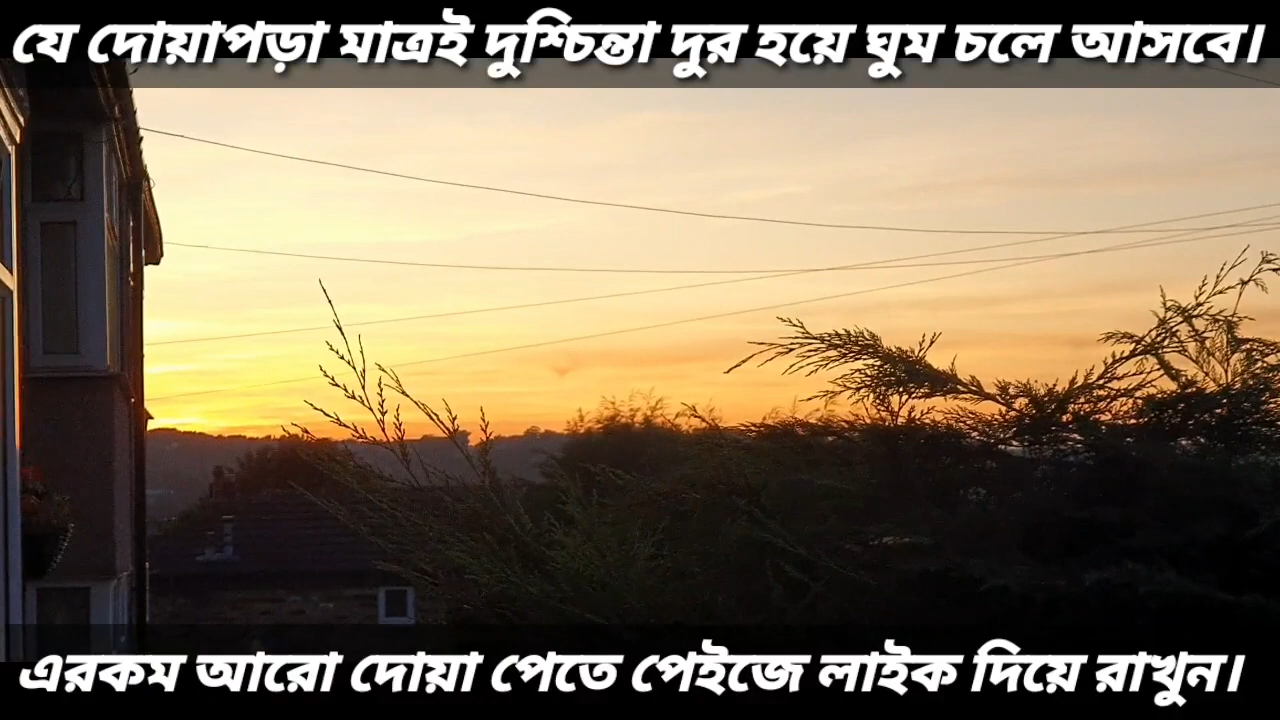 যে দোয়াপড়া মাত্রই দুশ্চিন্তা দুর হয়ে ঘুম চলে আসবে।
এরকম আরো দোয়া পেতে পেইজে লাইক দিয়ে রাখুন।